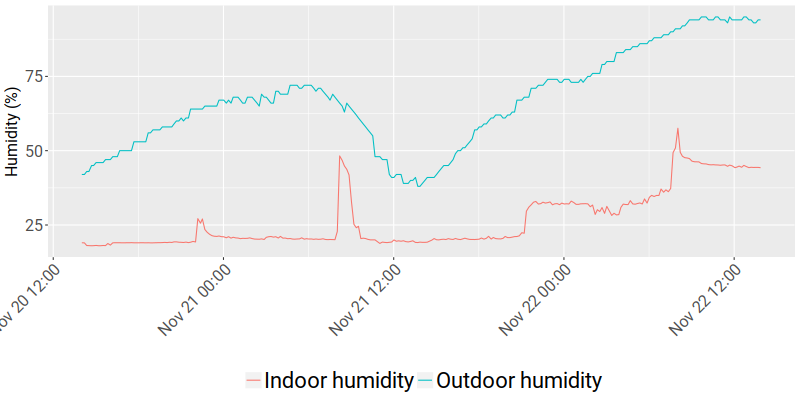 Humidity (%)
75
50
25
Nov 20 12:00
Nov 21 00:00
Nov 21 12:00
Nov 22 00:00
Nov 22 12:00
Indoor humidity
Outdoor humidity